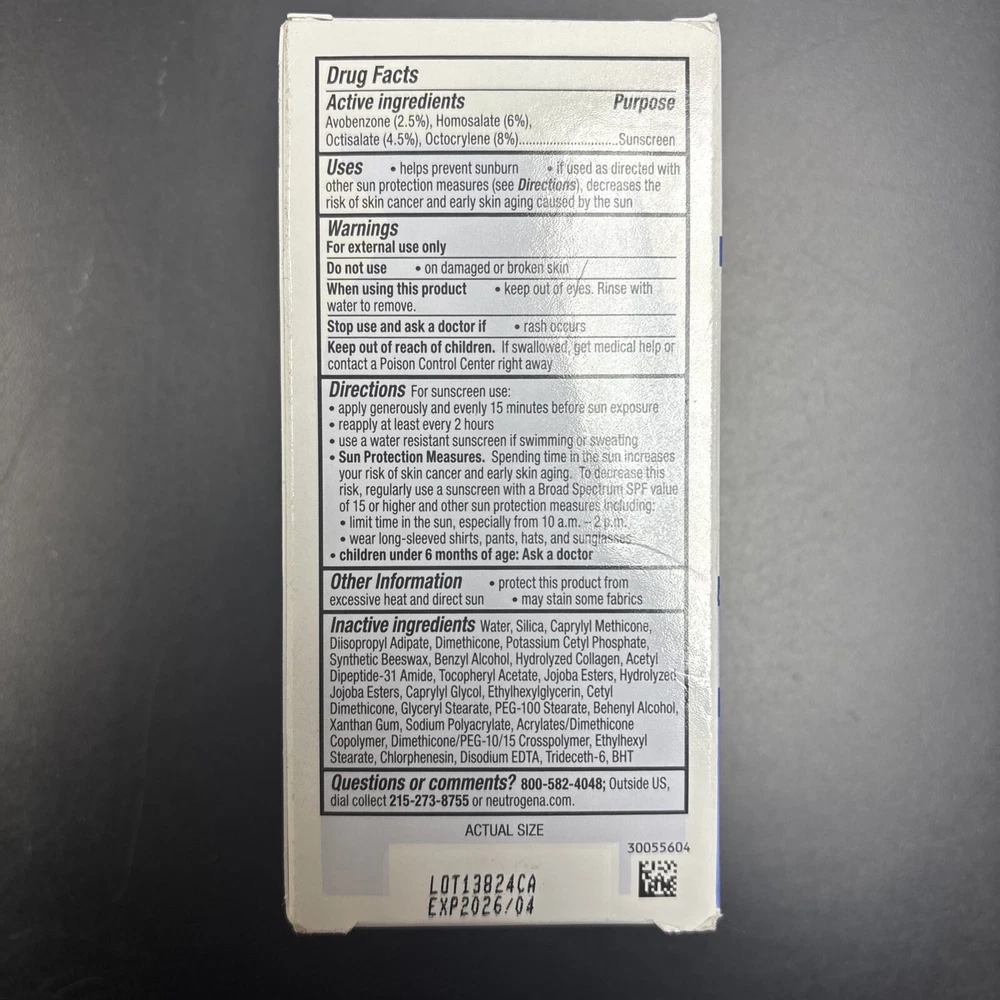 Drug Facts
Active ingredients Purpose
Avobenzone (2.5%), Homosalate (6%),
Octisalate (4.5%), Octocrylene (8%)............................Sunscreen
Uses • helps prevent sunburn • if used as directed with
other sun protection measures (see Directions), decreases the
risk of skin cancer and early skin aging caused by the sun
Warnings
For external use only
Do not use • on damaged or broken skin
When using this product • keep out of eyes. Rinse with
water to remove.
Stop use and ask a doctor if • rash occurs
Keep out of reach of children. If swallowed, get medical help or
contact a Poison Control Center right away
Directions For sunscreen use:
• apply generously and evenly 15 minutes before sun exposure
• reapply at least every 2 hours
• use a water resistant sunscreen if swimming or sweating
• Sun Protection Measures. Spending time in the sun increases
your risk of skin cancer and early skin aging. To decrease this
risk, regularly use a sunscreen with a Broad Spectrum SPF value
of 15 or higher and other sun protection measures including:
• limit time in the sun, especially from 10 a.m. – 2 p.m.
• wear long-sleeved shirts, pants, hats, and sunglasses
• children under 6 months of age: Ask a doctor
Other Information • protect this product from
excessive heat and direct sun • may stain some fabrics
Inactive ingredients Water, Silica, Caprylyl Methicone,
Diisopropyl Adipate, Dimethicone, Potassium Cetyl Phosphate,
Synthetic Beeswax, Benzyl Alcohol, Hydrolyzed Collagen, Acetyl
Dipeptide-31 Amide, Tocopheryl Acetate, Jojoba Esters, Hydrolyzed
Jojoba Esters, Caprylyl Glycol, Ethylhexylglycerin, Cetyl
Dimethicone, Glyceryl Stearate, PEG-100 Stearate, Behenyl Alcohol,
Xanthan Gum, Sodium Polyacrylate, Acrylates/Dimethicone
Copolymer, Dimethicone/PEG-10/15 Crosspolymer, Ethylhexyl
Stearate, Chlorphenesin, Disodium EDTA, Trideceth-6, BHT
Questions or comments? 800-582-4048; Outside US,
dial collect 215-273-8755 or neutrogena.com.
ACTUAL SIZE
30055604
LOT13824CA
EXP2026/04